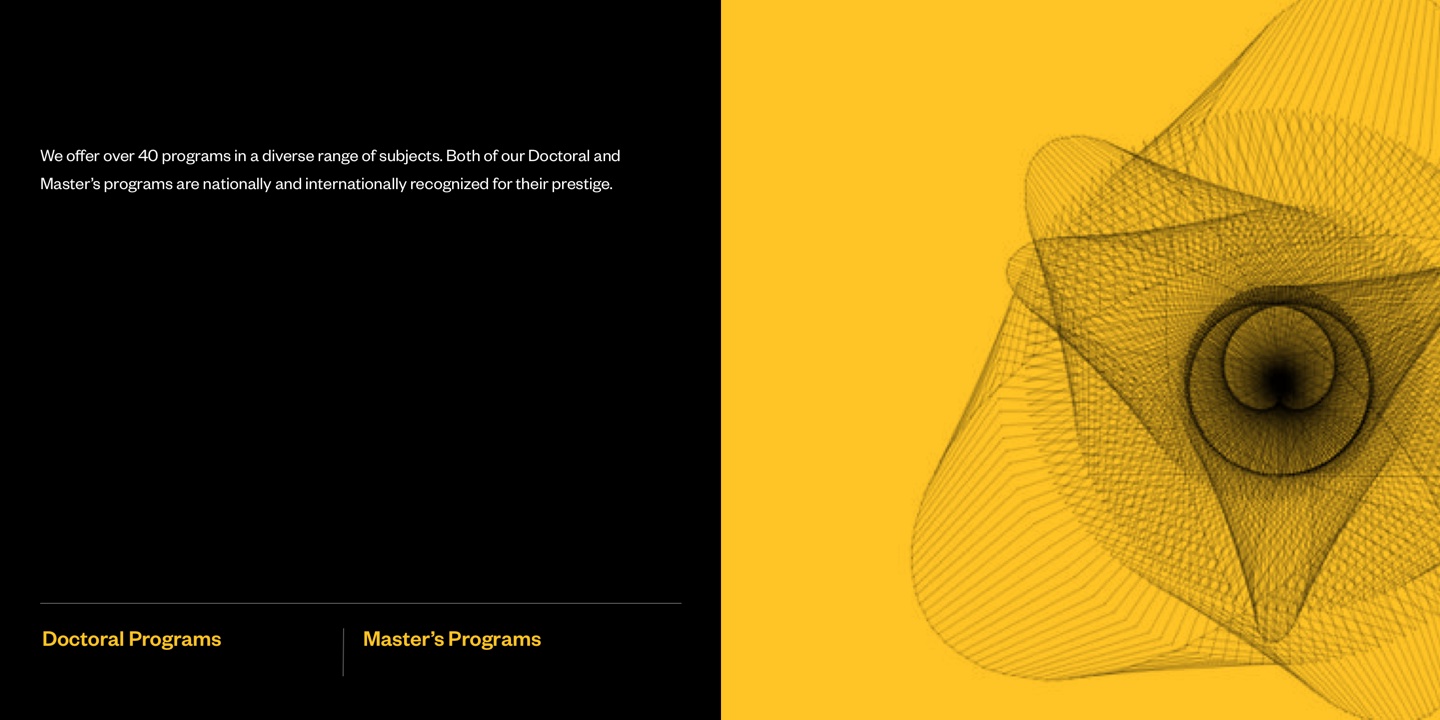 We offer over 40 programs in a diverse range of subjects. Both of our Doctoral and
Master’s programs are nationally and internationally recognized for their prestige.
Doctoral Programs
Master’s Programs